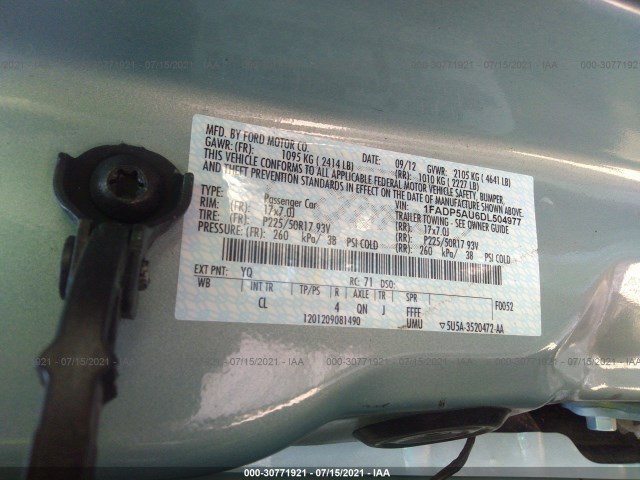 MFD. BY FORD MOTOR CO.
DATE: 09/12 GVWR: 2105 KG ( 4641 LB)
GAWR: (FR): 1095 KG ( 2414 LB) (RR): 1010 KG ( 2227 LB)
THIS VEHICLE CONFORMS TO ALL APPLICABLE FEDERAL MOTOR VEHICLE SAFETY, BUMPER,
AND THEFT PREVENTION STANDARDS IN EFFECT ON THE DATE OF MANUFACTURE SHOWN ABOVE.
VIN: 1FADP5AU6DL504977
TYPE: Passenger Car TRAILER TOWING - SEE OWNER GUIDE
RIM: (FR): 17x7.0J (RR): 17x7.0J
TIRE: (FR): P225/50R17 93V (RR): P225/50R17 93V
PRESSURE: (FR): 260 kPa/ 38 PSI COLD (RR): 260 kPa/ 38 PSI COLD
EXT PNT: YQ RC: 71 DSO: F0052
WB INT TR TP/PS R AXLE TR SPR
CL 4 QN J FFFF
1201209081490 UMU ▽5U5A-3520472-AA
000-30771921 07/15/2021 - IAA